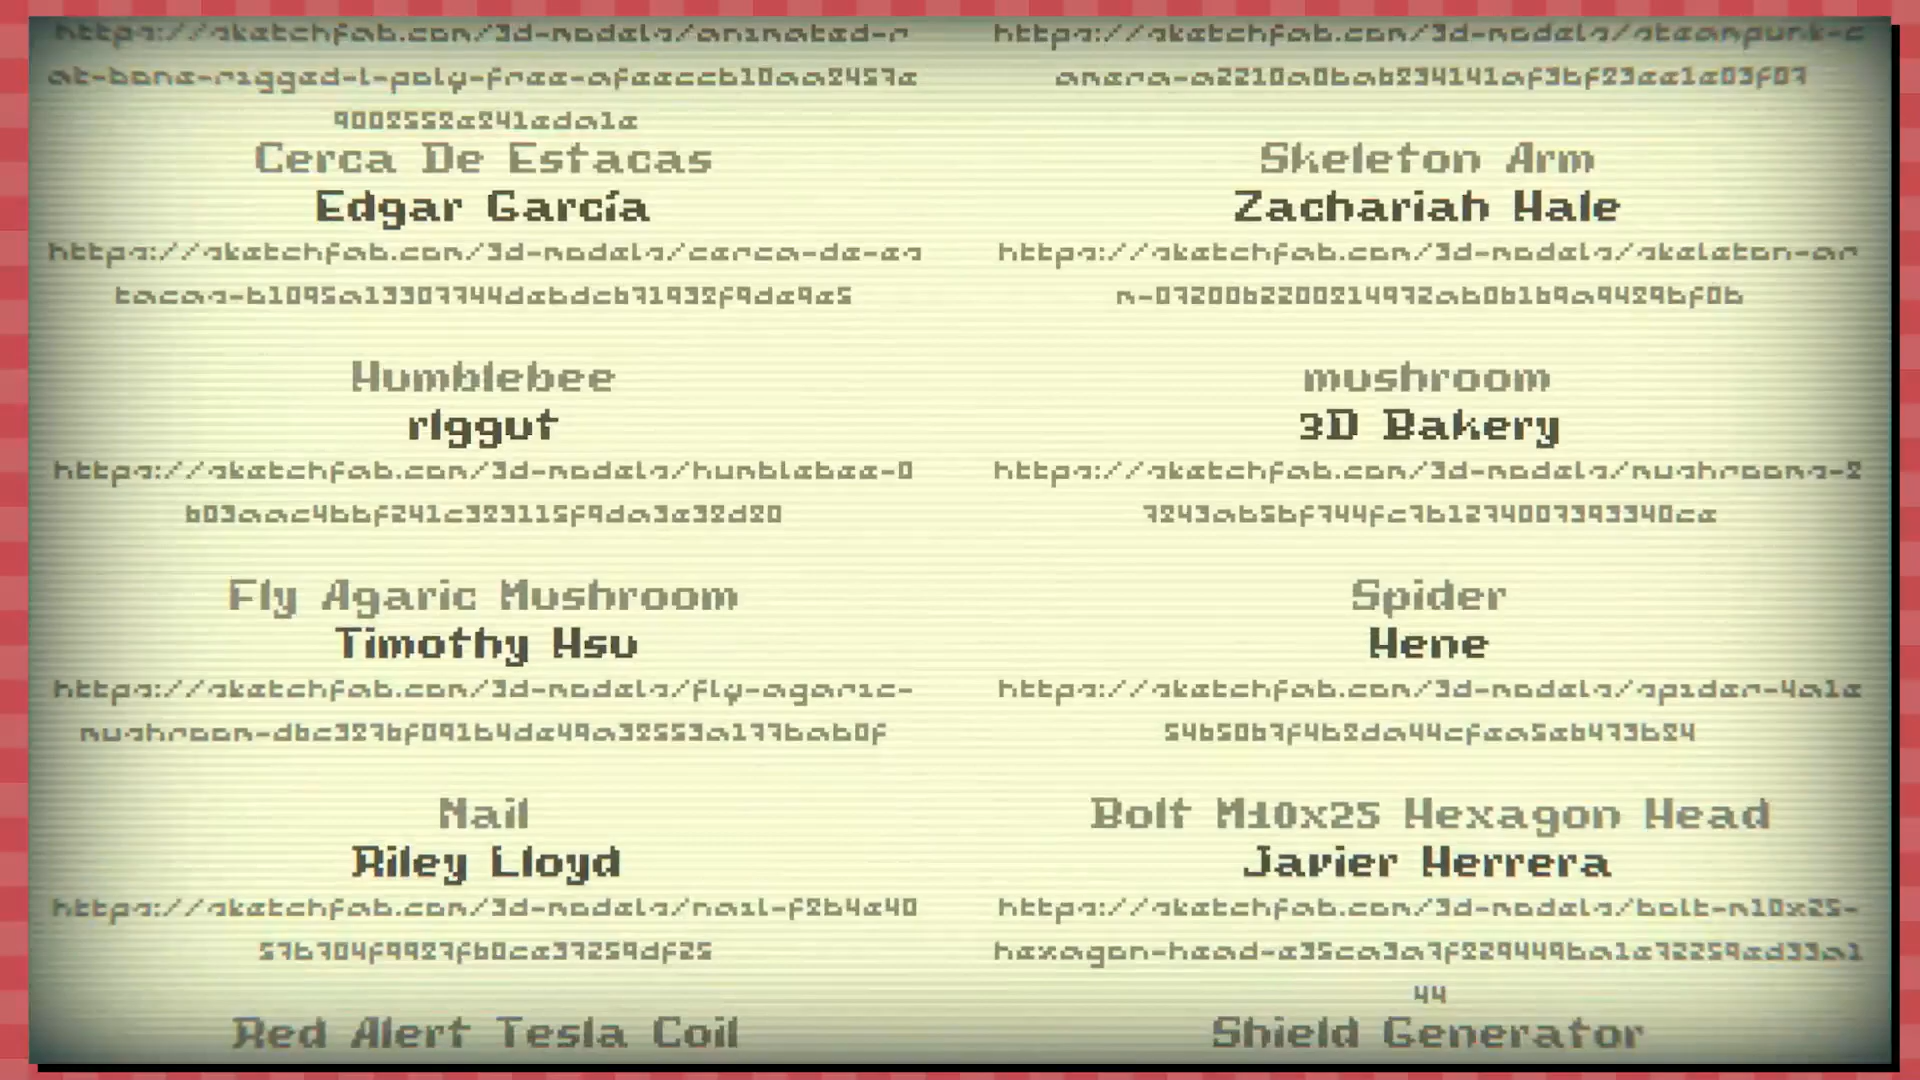 https://sketchfab.com/3d-models/animated-r
at-bone-rigged-l-poly-free-afeeccb10aa2457e
9002552e241eda1e
https://sketchfab.com/3d-models/steampunk-c
amera-a2210a0bab234141af3bf23ee1e03f07
Cerca De Estacas
Edgar García
https://sketchfab.com/3d-models/cerca-de-es
tacas-b1095a13307744debdcb71932f9de9e5
Skeleton Arm
Zachariah Hale
https://sketchfab.com/3d-models/skeleton-ar
m-07200b2200214972ab0b1b9a9429bf0b
Humblebee
rIggut
https://sketchfab.com/3d-models/humblebee-0
b03aac4bbf241c323115f9da3e32d20
mushroom
3D Bakery
https://sketchfab.com/3d-models/mushrooms-2
7243ab5bf744fc7b1274007393340ce
Fly Agaric Mushroom
Timothy Hsu
https://sketchfab.com/3d-models/fly-agaric-
mushroom-dbc327bf091b4de49a32553a177bab0f
Spider
Hene
https://sketchfab.com/3d-models/spider-4a1e
54b50b7f4b2da44cfea5eb473b24
Nail
Riley Lloyd
https://sketchfab.com/3d-models/nail-f2b4e40
57b704f9927fb0ce37259df25
Bolt M10x25 Hexagon Head
Javier Herrera
https://sketchfab.com/3d-models/bolt-m10x25-
hexagon-head-e35ca3a7f229449ba1e72259ed33a1
44
Red Alert Tesla Coil
Shield Generator